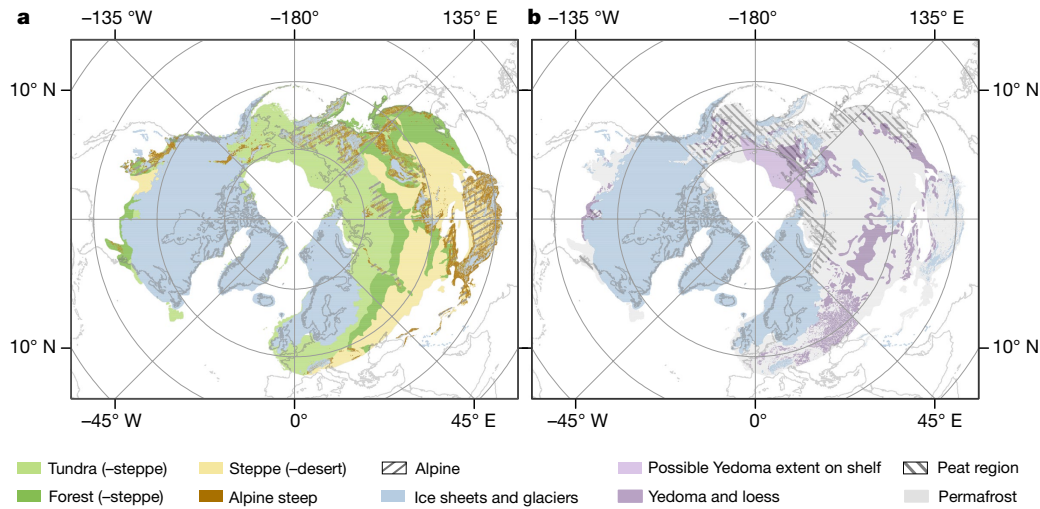 a −135° W −180° 135° E b −135° W −180° 135° E
10° N 10° N
10° N 10° N
−45° W 0° 45° E −45° W 0° 45° E
Tundra (–steppe) Steppe (–desert) Alpine Possible Yedoma extent on shelf Peat region
Forest (–steppe) Alpine steep Ice sheets and glaciers Yedoma and loess Permafrost